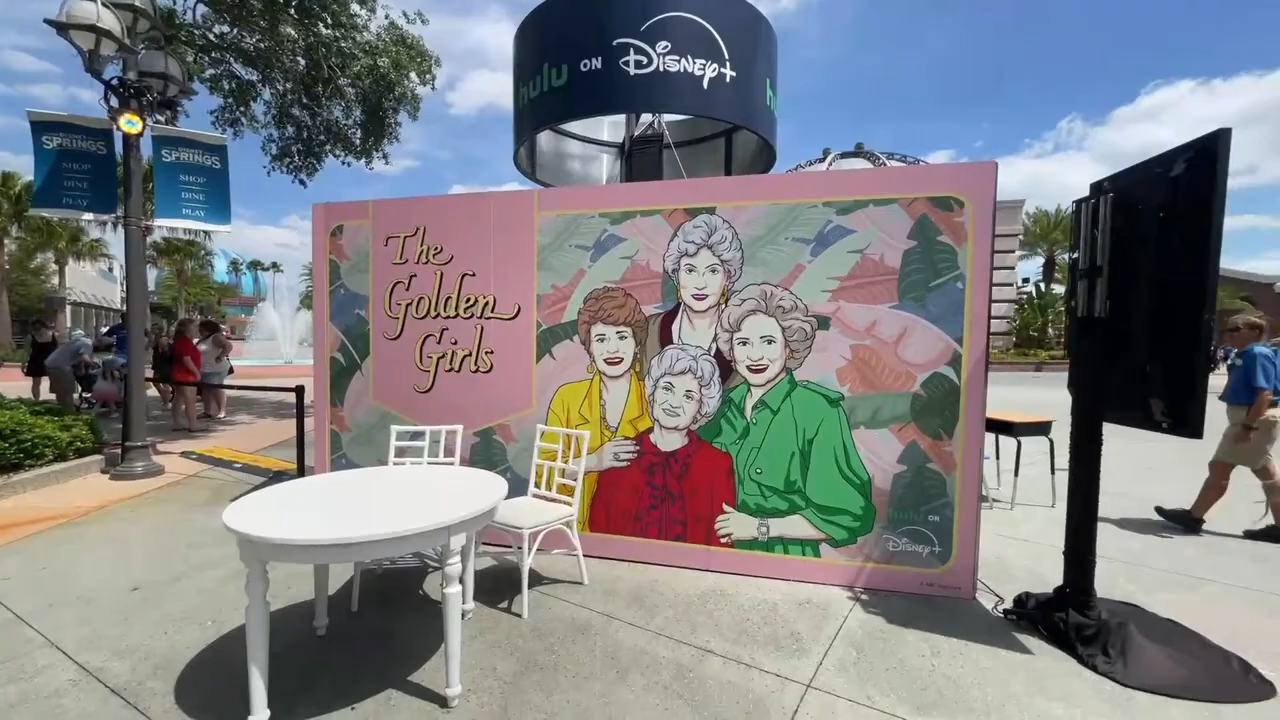 hulu ON Disney+
hu
DISNEY
SPRINGS
SHOP
DINE
PLAY
DISNEY
SPRINGS
SHOP
DINE
PLAY
The
Golden
Girls
hulu ON
Disney+